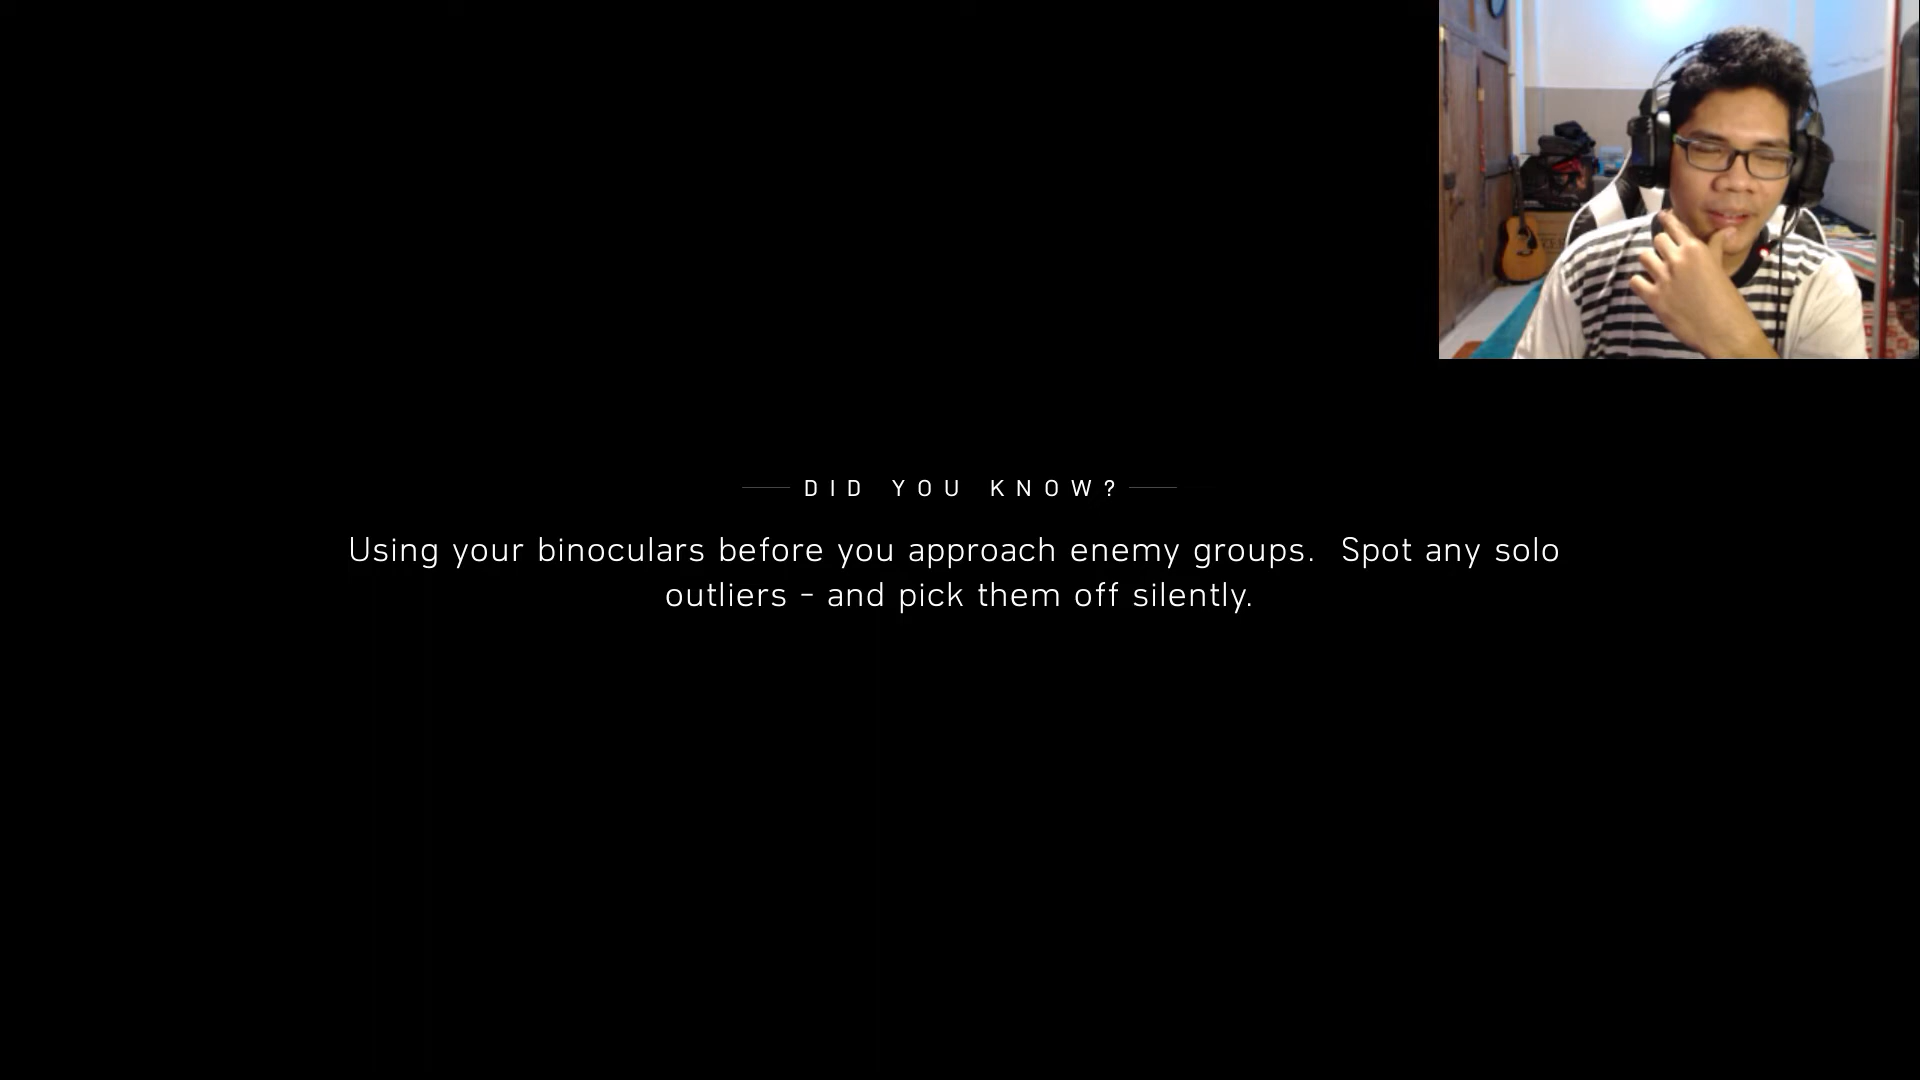 DID YOU KNOW?
Using your binoculars before you approach enemy groups.  Spot any solo
outliers - and pick them off silently.